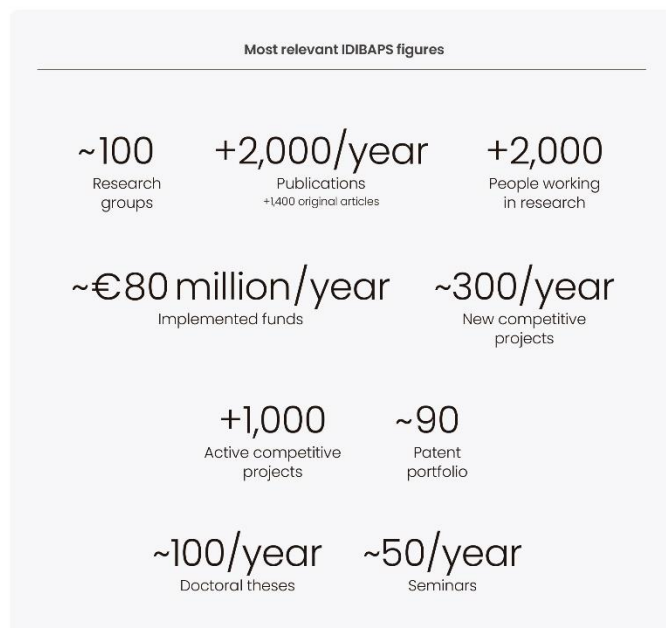 Most relevant IDIBAPS figures
~100
Research
groups
+2,000/year
Publications
+1,400 original articles
+2,000
People working
in research
~€80 million/year
Implemented funds
~300/year
New competitive
projects
+1,000
Active competitive
projects
~90
Patent
portfolio
~100/year
Doctoral theses
~50/year
Seminars